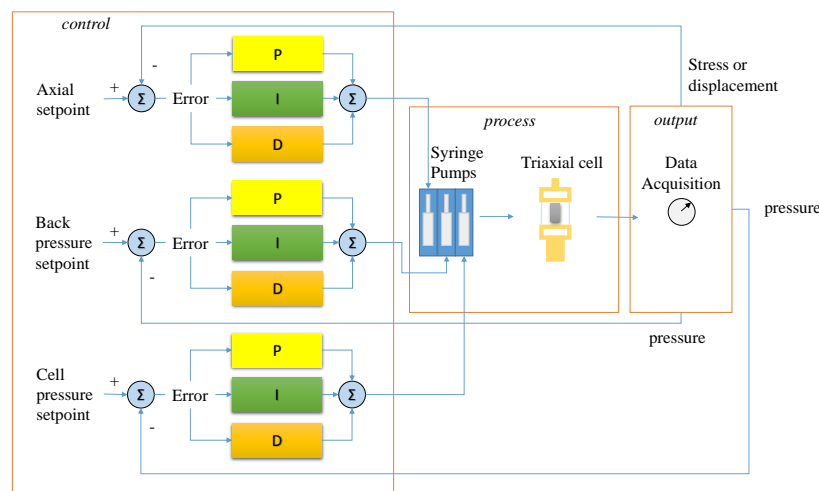 control
-
+
Axial
setpoint
Σ
Error
P
I
D
Σ
Stress or
displacement
process
output
Syringe
Pumps
Triaxial cell
Data
Acquisition
Back
pressure
setpoint
+
Σ
-
Error
P
I
D
Σ
pressure
pressure
Cell
pressure
setpoint
+
Σ
-
Error
P
I
D
Σ